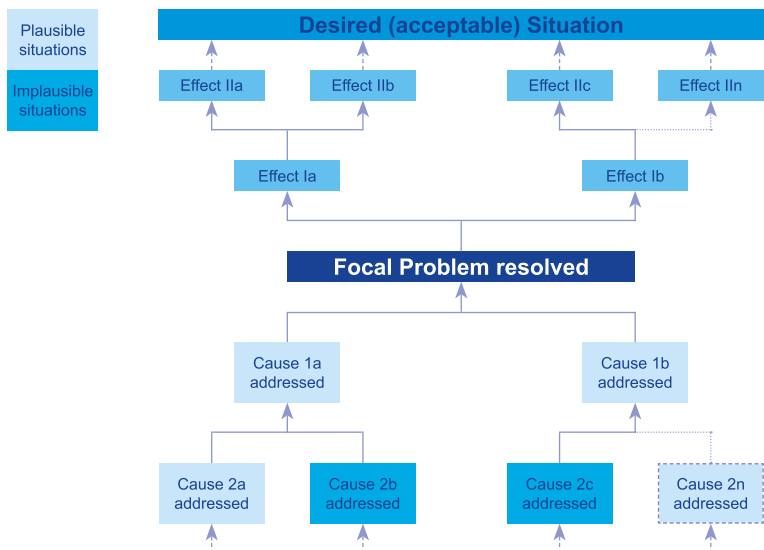 Plausible
situations
Implausible
situations
Desired (acceptable) Situation
Effect IIa
Effect IIb
Effect IIc
Effect IIn
Effect Ia
Effect Ib
Focal Problem resolved
Cause 1a
addressed
Cause 1b
addressed
Cause 2a
addressed
Cause 2b
addressed
Cause 2c
addressed
Cause 2n
addressed